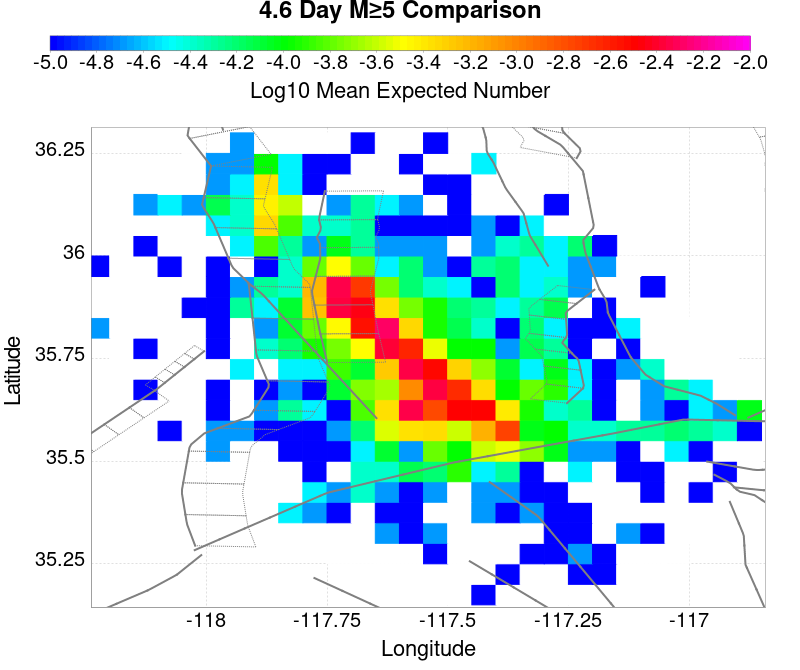 4.6 Day M≥5 Comparison
-5.0 -4.8 -4.6 -4.4 -4.2 -4.0 -3.8 -3.6 -3.4 -3.2 -3.0 -2.8 -2.6 -2.4 -2.2 -2.0
Log10 Mean Expected Number
36.25
36
35.75
35.5
35.25
Latitude
-118 -117.75 -117.5 -117.25 -117
Longitude